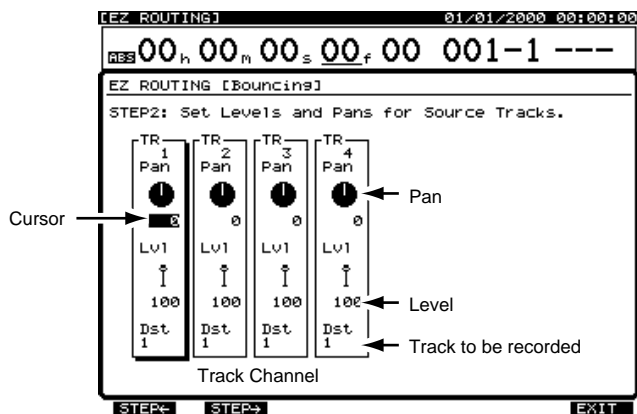 [EZ ROUTING] 01/01/2000 00:00:00
ABS 00h 00m 00s 00f 00 001-1 ---
EZ ROUTING [Bouncing]
STEP2: Set Levels and Pans for Source Tracks.
TR TR TR TR
1 2 3 4
Pan Pan Pan Pan
Pan
Cursor
0 0 0 0
Lvl Lvl Lvl Lvl
100 100 100 100
Level
Dst Dst Dst Dst
1 1 1 1
Track to be recorded
Track Channel
STEP← STEP→ EXIT